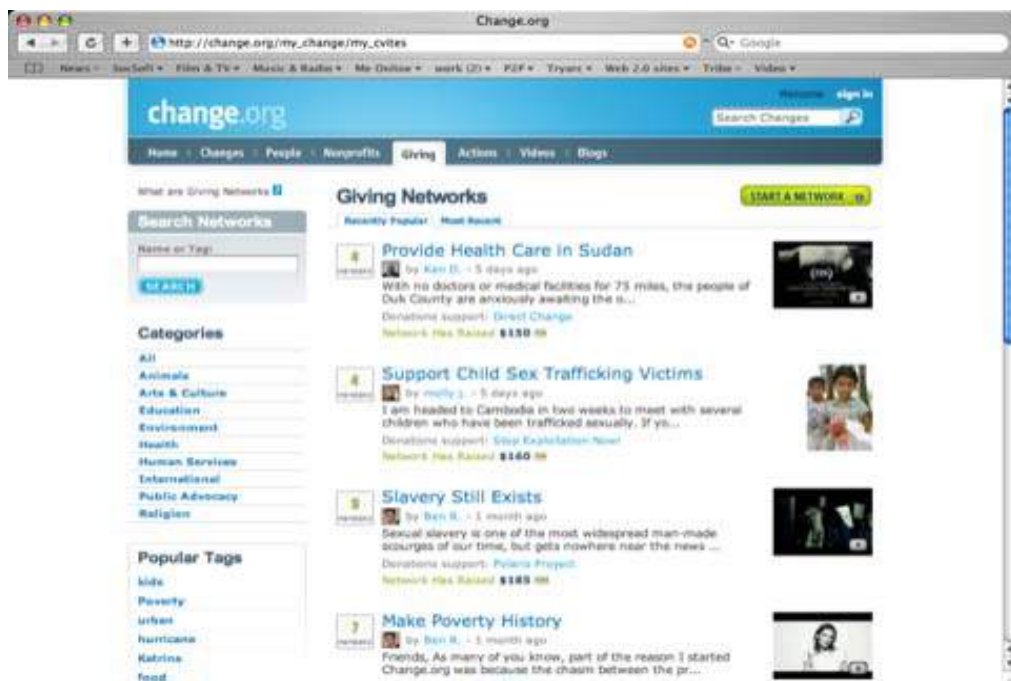 Change.org
http://change.org/my_change/my_cvites
Google
News Film & TV Music & Radio Me Online work (2) P2P Web 2.0 sites Tribe Video
Welcome sign in
change.org
Search Changes
Home Changes People Nonprofits Giving Actions Videos Blogs
What are Giving Networks ?
Giving Networks
START A NETWORK
Recently Popular Most Recent
Search Networks
Name or Tag:
SEARCH
Categories
All
Animals
Arts & Culture
Education
Environment
Health
Human Services
International
Public Advocacy
Religion
Popular Tags
kids
Poverty
urban
hurricane
Katrina
food
Provide Health Care in Sudan
by Ken D. - 5 days ago
With no doctors or medical facilities for 75 miles, the people of
Duk County are anxiously awaiting the o...
Donations support: Direct Change
Network Has Raised $150
Support Child Sex Trafficking Victims
by molly j. - 5 days ago
I am headed to Cambodia in two weeks to meet with several
children who have been trafficked sexually. If yo...
Donations support: Stop Exploitation Now!
Network Has Raised $160
Slavery Still Exists
by Ben R. - 1 month ago
Sexual slavery is one of the most widespread man-made
scourges of our time, but gets nowhere near the news ...
Donations support: Polaris Project
Network Has Raised $185
7
Make Poverty History
by Ben R. - 1 month ago
Friends, As many of you know, part of the reason I started
Change.org was because the chasm between the pr...